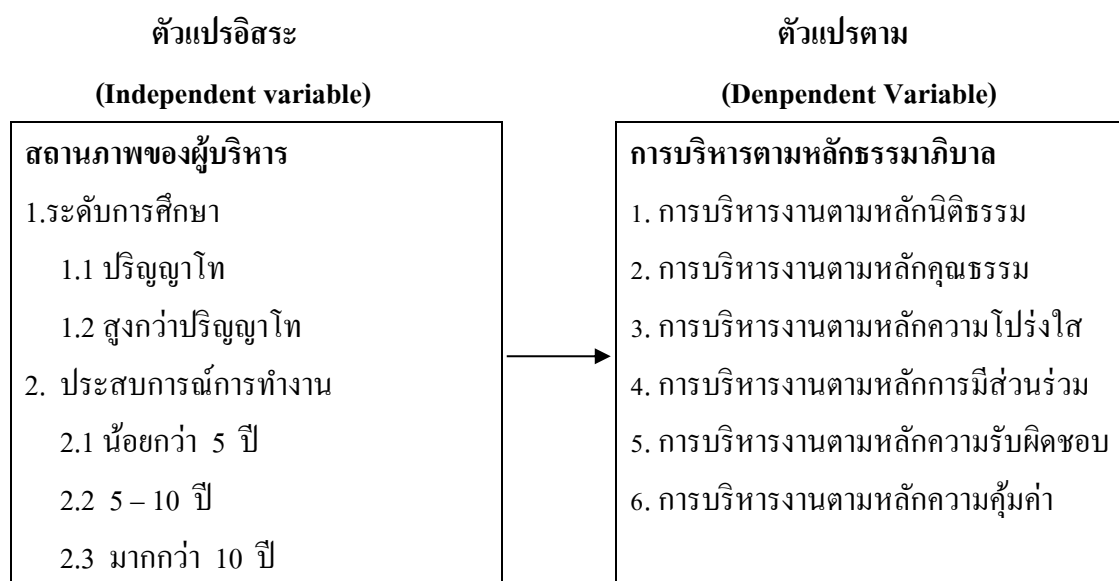 ตัวแปรอิสระ
(Independent variable)
สถานภาพของผู้บริหาร
1.ระดับการศึกษา
1.1 ปริญญาโท
1.2 สูงกว่าปริญญาโท
2. ประสบการณ์การทำงาน
2.1 น้อยกว่า 5 ปี
2.2 5 – 10 ปี
2.3 มากกว่า 10 ปี
ตัวแปรตาม
(Denpendent Variable)
การบริหารตามหลักธรรมาภิบาล
1. การบริหารงานตามหลักนิติธรรม
2. การบริหารงานตามหลักคุณธรรม
3. การบริหารงานตามหลักความโปร่งใส
4. การบริหารงานตามหลักการมีส่วนร่วม
5. การบริหารงานตามหลักความรับผิดชอบ
6. การบริหารงานตามหลักความคุ้มค่า